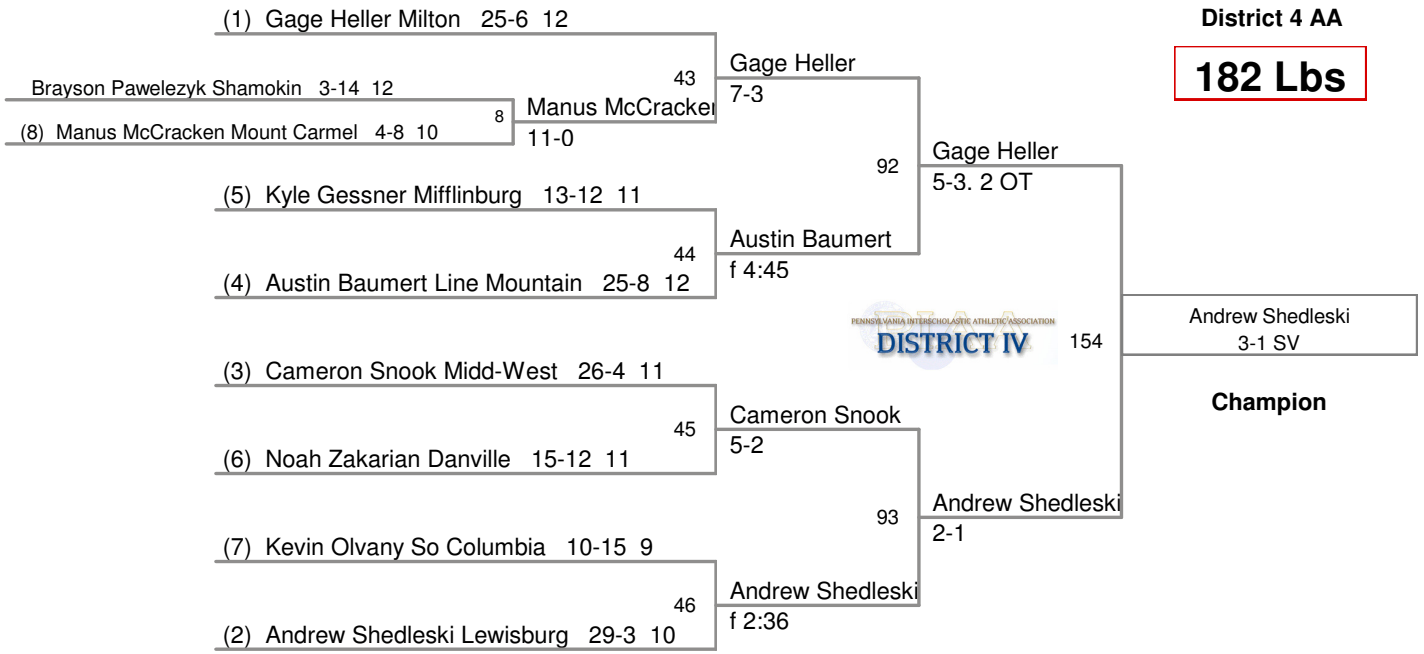 (1) Gage Heller Milton 25-6 12
District 4 AA
182 Lbs
43
Gage Heller
7-3
Brayson Pawelezyk Shamokin 3-14 12
8
Manus McCracken
11-0
(8) Manus McCracken Mount Carmel 4-8 10
92
Gage Heller
5-3. 2 OT
(5) Kyle Gessner Mifflinburg 13-12 11
44
Austin Baumert
f 4:45
(4) Austin Baumert Line Mountain 25-8 12
PENNSYLVANIA INTERSCHOLASTIC ATHLETIC ASSOCIATION
PIAA
DISTRICT IV
154
Andrew Shedleski
3-1 SV
Champion
(3) Cameron Snook Midd-West 26-4 11
45
Cameron Snook
5-2
(6) Noah Zakarian Danville 15-12 11
93
Andrew Shedleski
2-1
(7) Kevin Olvany So Columbia 10-15 9
46
Andrew Shedleski
f 2:36
(2) Andrew Shedleski Lewisburg 29-3 10